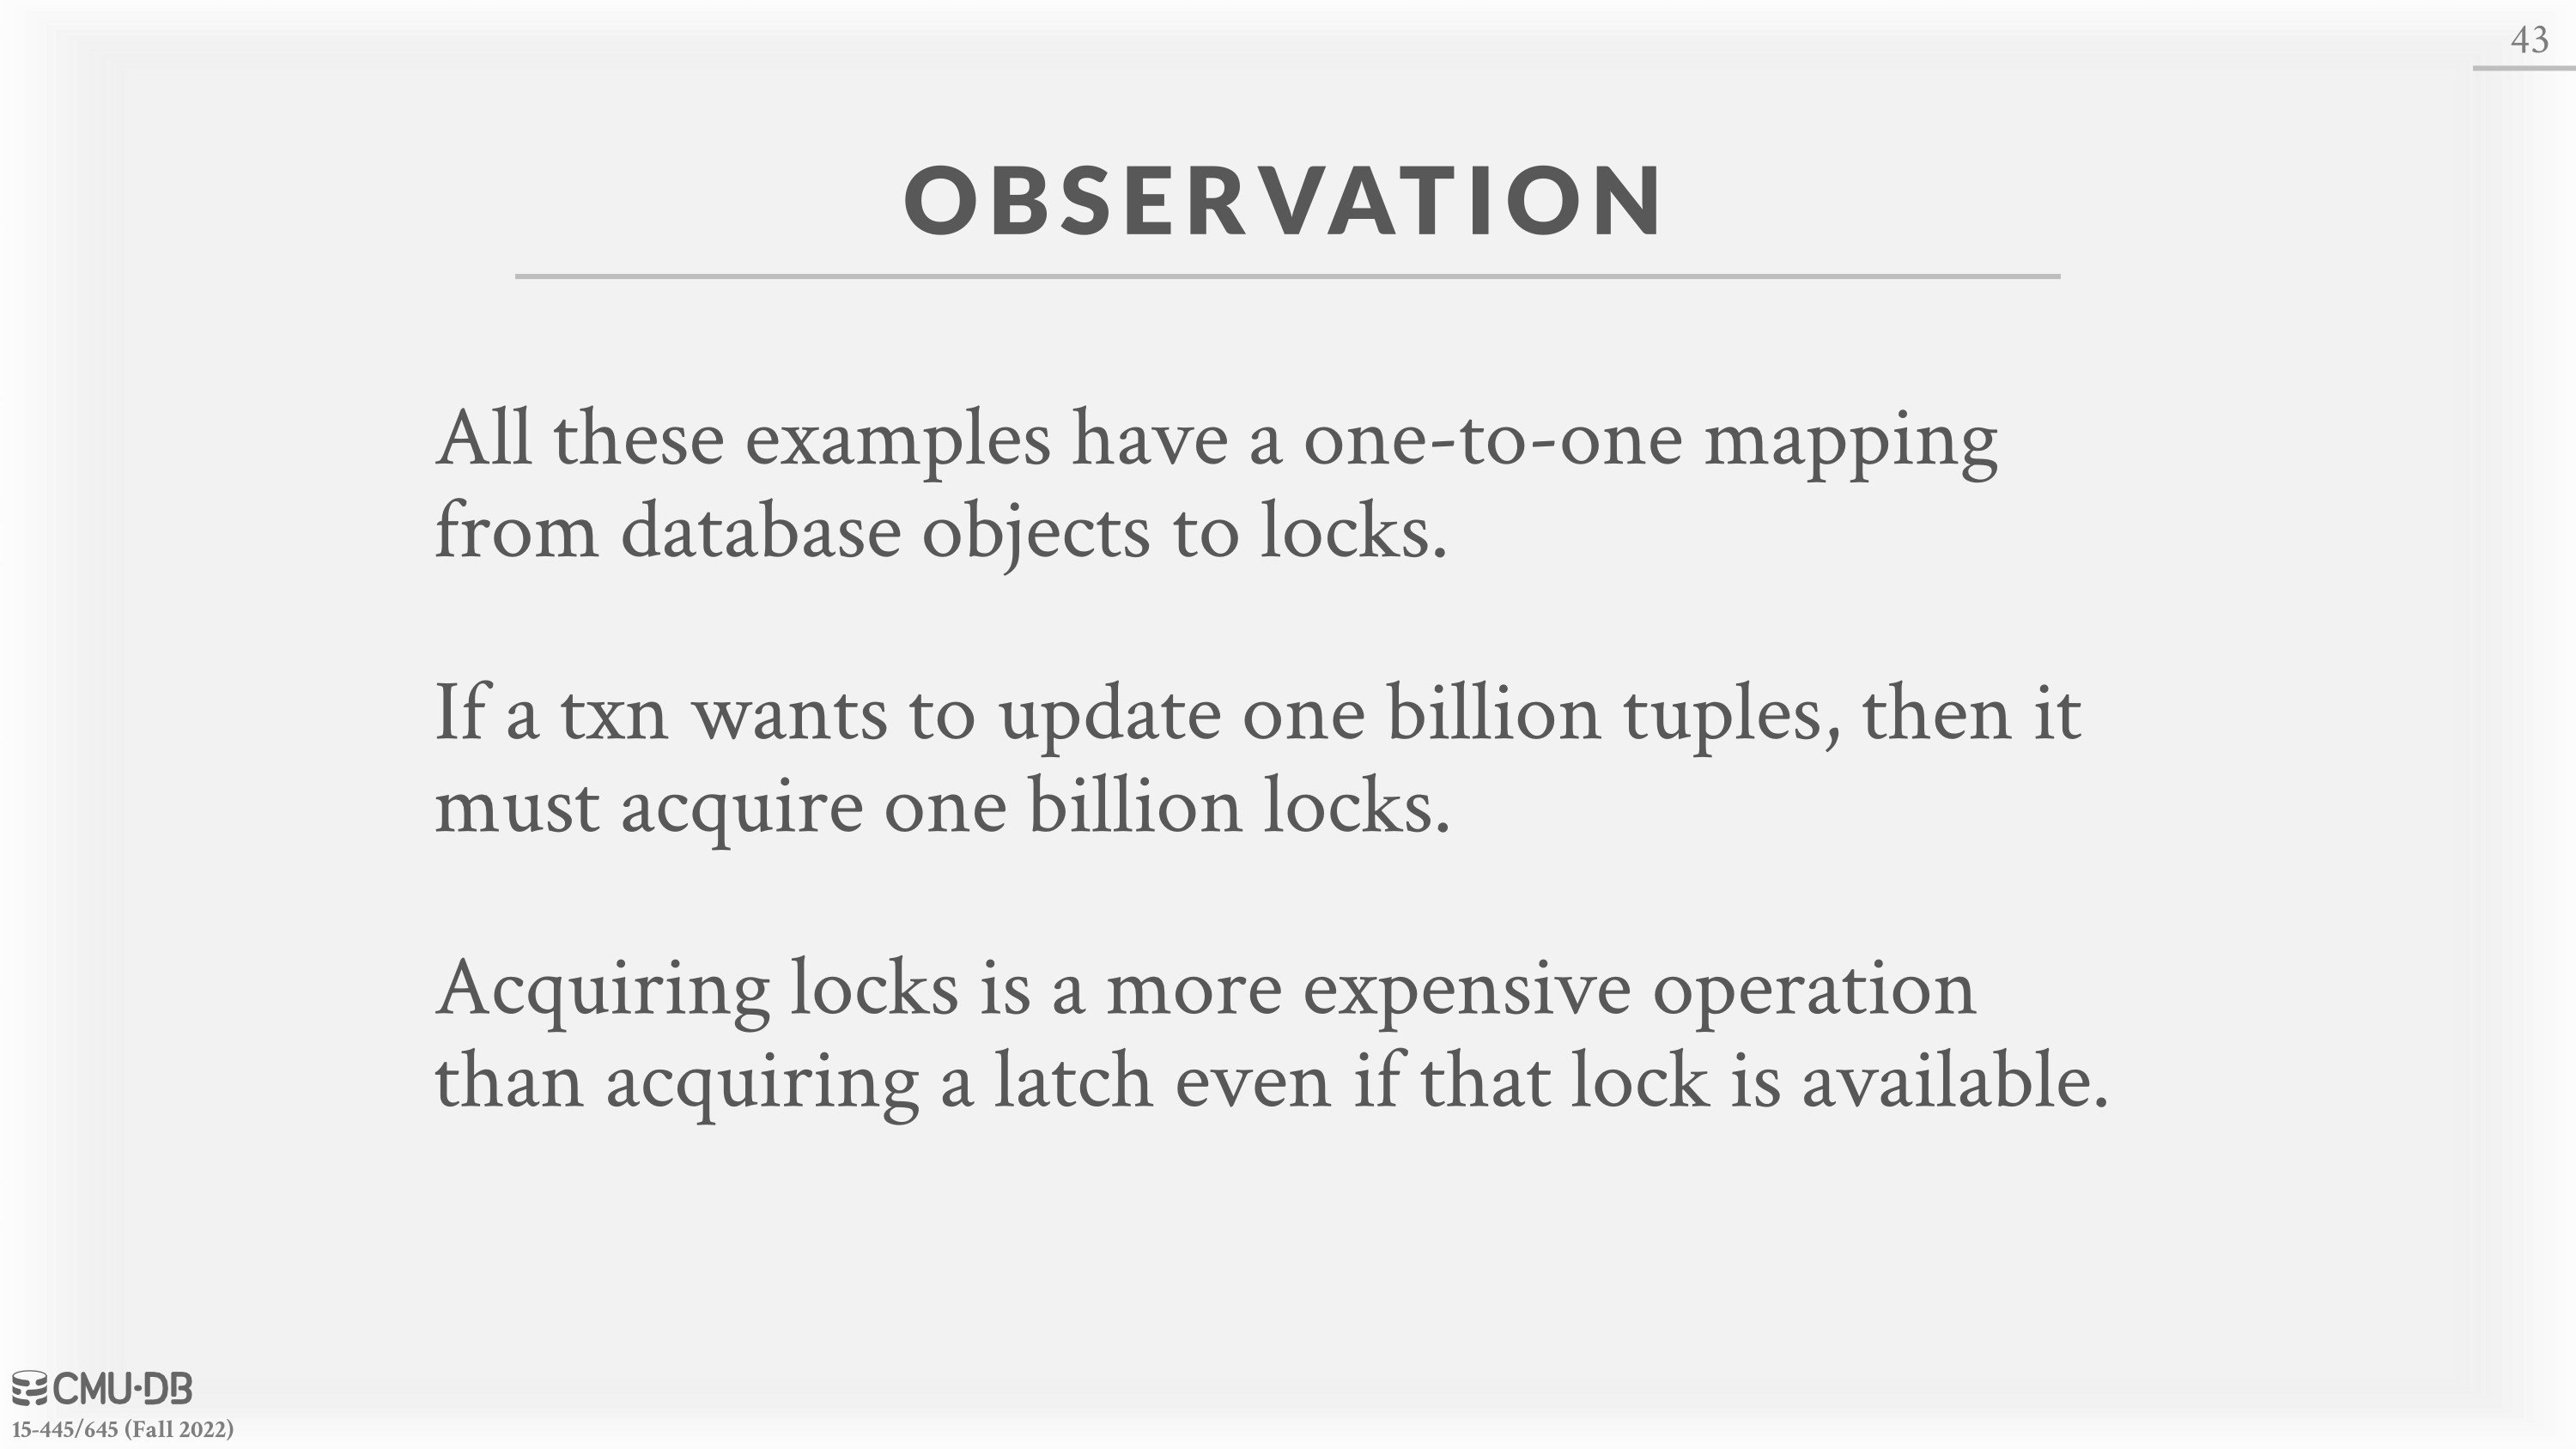 43
OBSERVATION
All these examples have a one-to-one mapping
from database objects to locks.
If a txn wants to update one billion tuples, then it
must acquire one billion locks.
Acquiring locks is a more expensive operation
than acquiring a latch even if that lock is available.
CMU·DB
15-445/645 (Fall 2022)